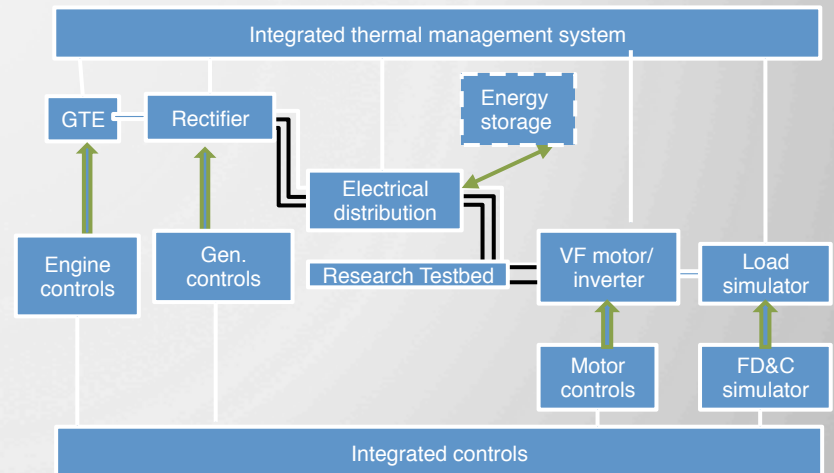 Integrated thermal management system
GTE
Rectifier
Energy
storage
Electrical
distribution
Engine
controls
Gen.
controls
Research Testbed
VF motor/
inverter
Load
simulator
Motor
controls
FD&C
simulator
Integrated controls